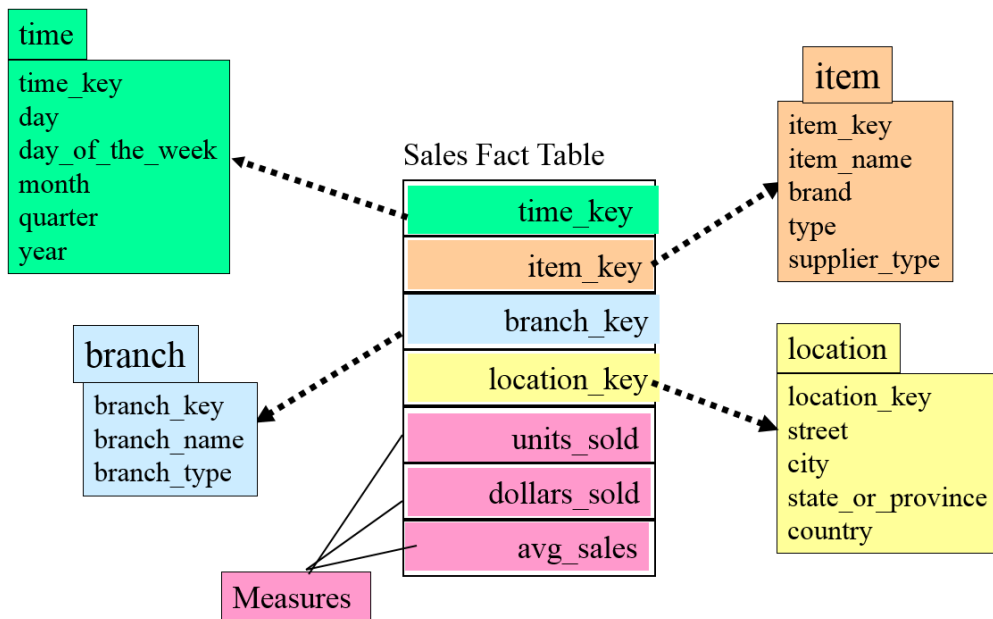 time
time_key
day
day_of_the_week
month
quarter
year
item
item_key
item_name
brand
type
supplier_type
Sales Fact Table
time_key
item_key
branch_key
location_key
units_sold
dollars_sold
avg_sales
branch
branch_key
branch_name
branch_type
location
location_key
street
city
state_or_province
country
Measures